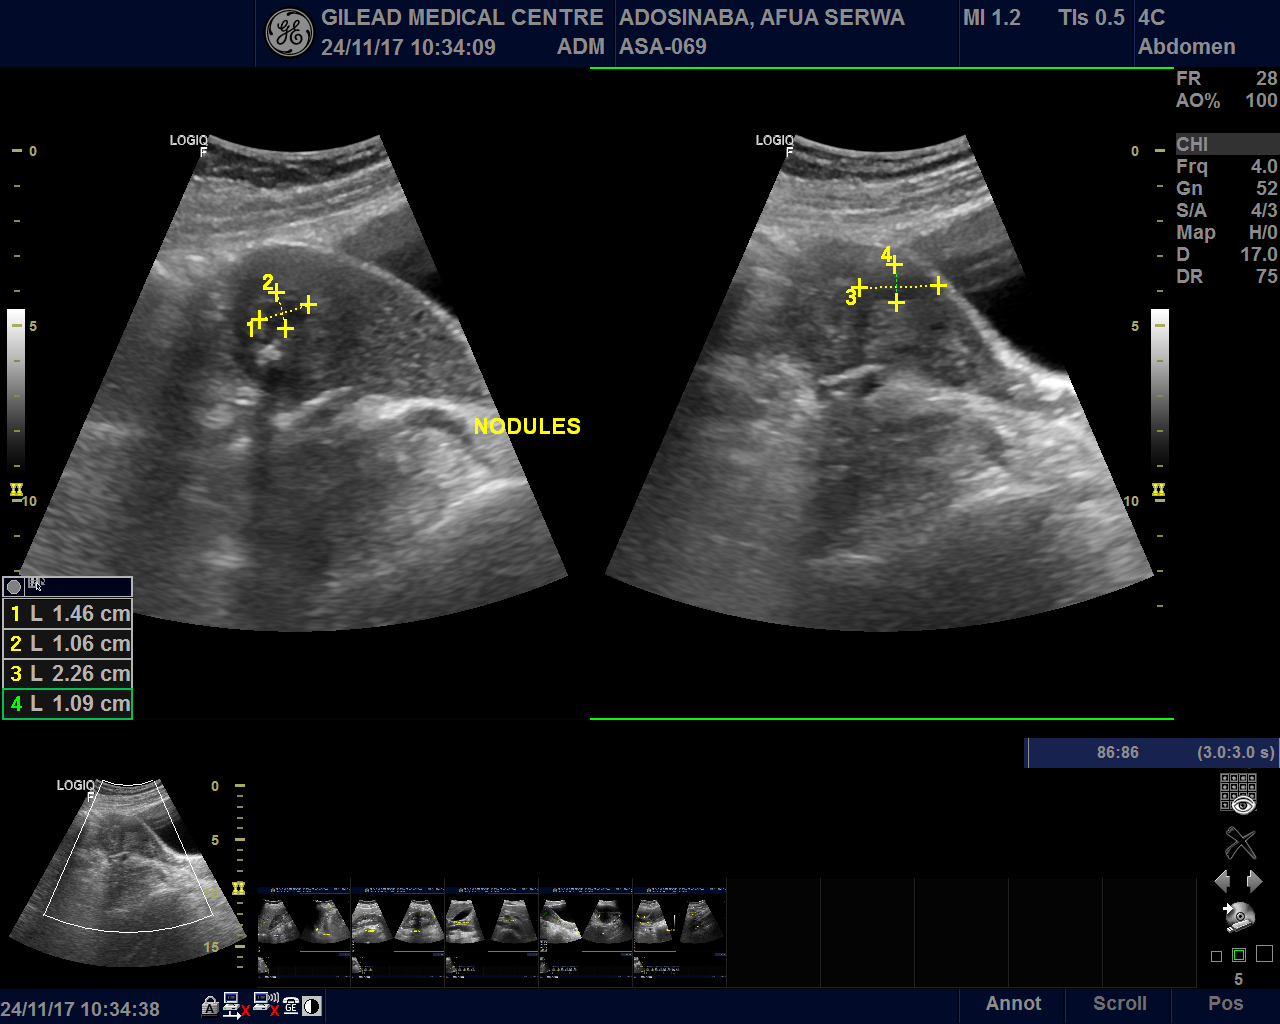 GILEAD MEDICAL CENTRE
24/11/17 10:34:09 ADM
ADOSINABA, AFUA SERWA
ASA-069
MI 1.2 TIs 0.5
4C
Abdomen
FR 28
AO% 100
CHI
Frq 4.0
Gn 52
S/A 4/3
Map H/0
D 17.0
DR 75
LOGIQ
F
0
5
10
2
1
NODULES
LOGIQ
F
0
5
10
4
3
1 L 1.46 cm
2 L 1.06 cm
3 L 2.26 cm
4 L 1.09 cm
86:86 (3.0:3.0 s)
LOGIQ
F
0
5
15
5
24/11/17 10:34:38
Annot Scroll Pos